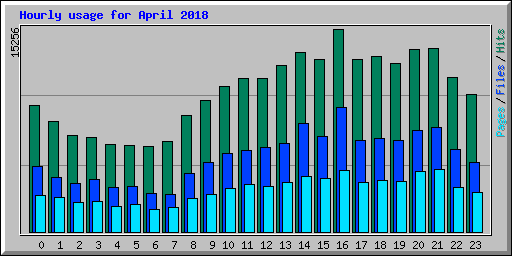 Hourly usage for April 2018
15256
Pages/Files/Hits
0 1 2 3 4 5 6 7 8 9 10 11 12 13 14 15 16 17 18 19 20 21 22 23